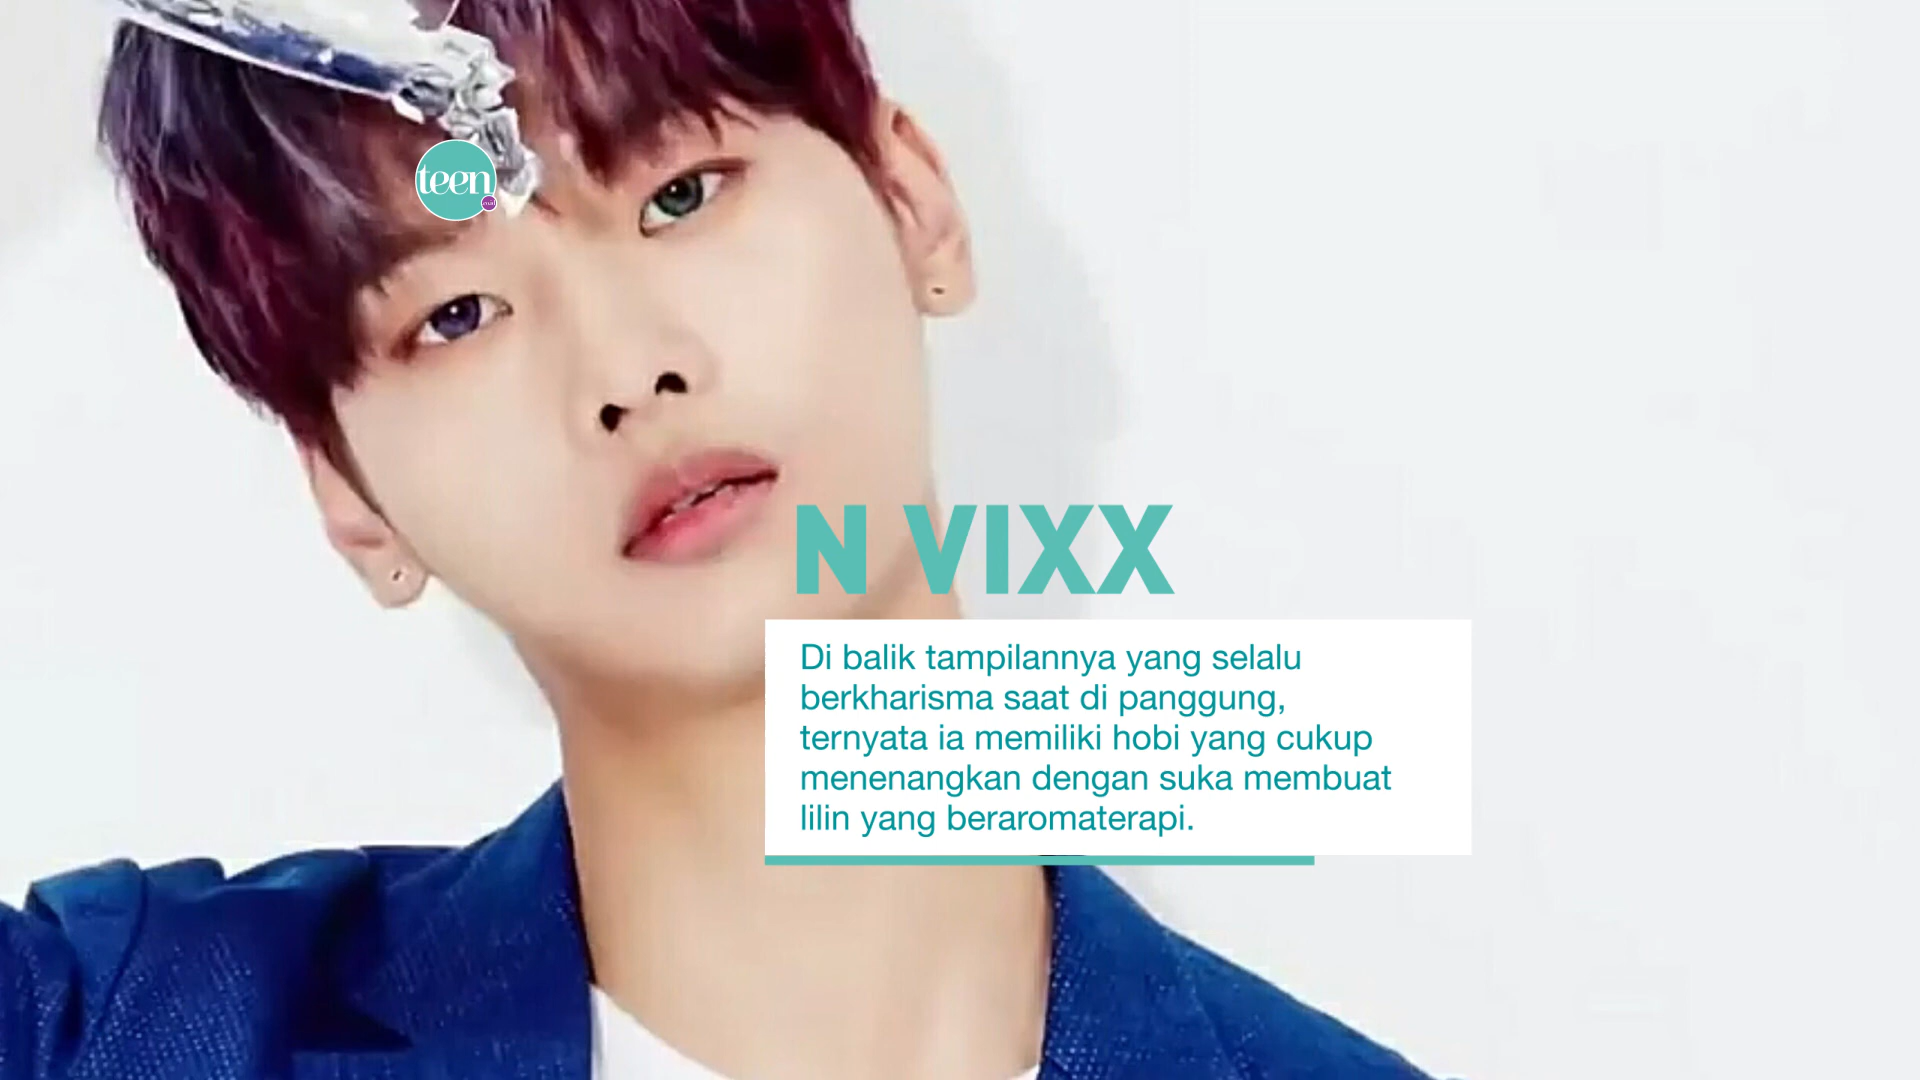 teen
N VIXX
Di balik tampilannya yang selalu
berkharisma saat di panggung,
ternyata ia memiliki hobi yang cukup
menenangkan dengan suka membuat
lilin yang beraromaterapi.